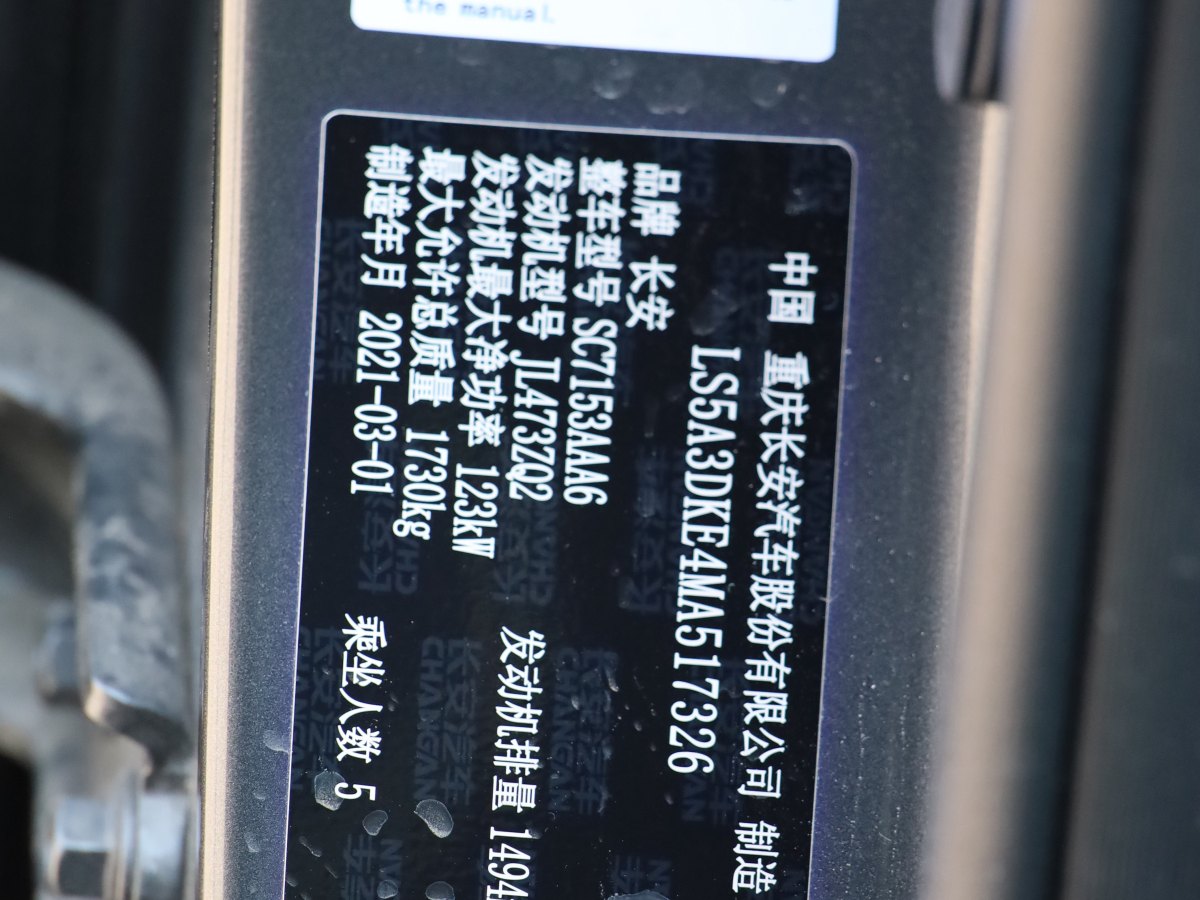 the manual.
中国 重庆长安汽车股份有限公司 制造
LS5A3DKE4MA517326
品牌 长安
整车型号 SC7153AAA6
发动机型号 JL473ZQ2 发动机排量 1494
发动机最大净功率 123kW
最大允许总质量 1730kg
制造年月 2021-03-01 乘坐人数 5